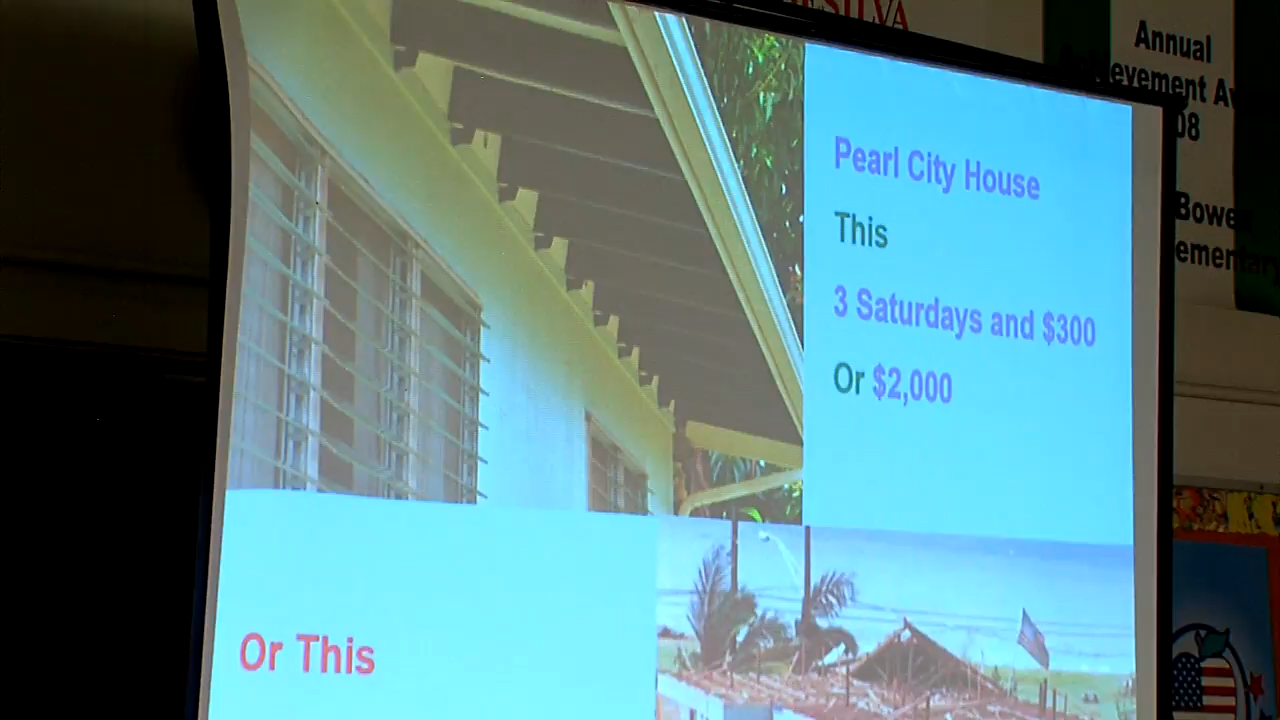 Annual
08
Pearl City House
This
3 Saturdays and $300
Or $2,000
Or This